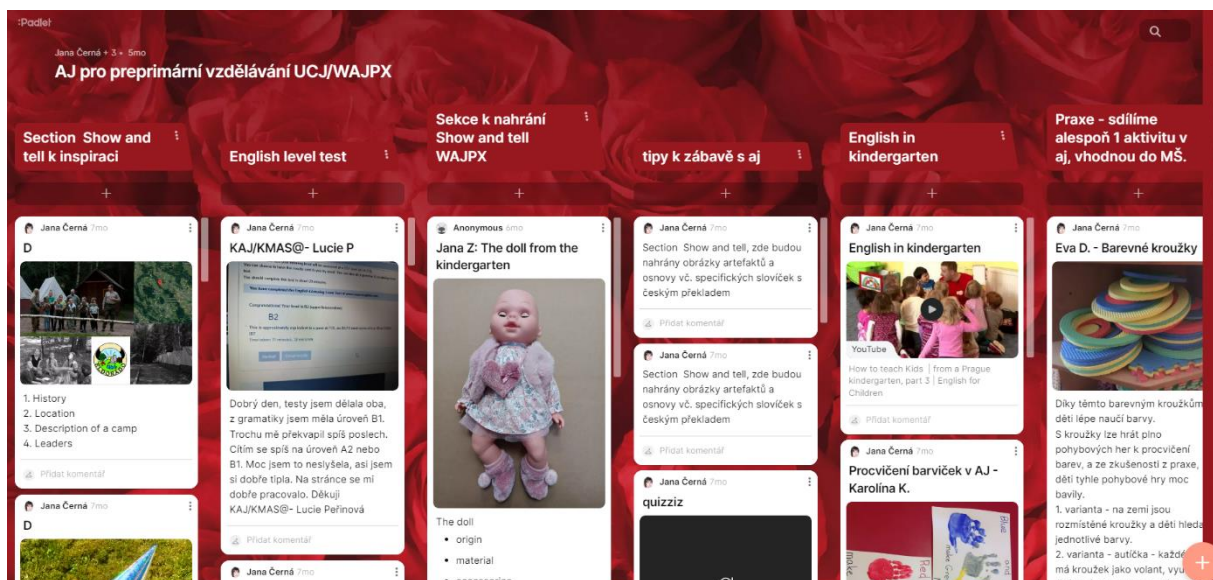 :Padlet
Jana Černá + 3 • 5mo
AJ pro preprimární vzdělávání UCJ/WAJPX
Section Show and
tell k inspiraci
Jana Černá 7mo
D
1. History
2. Location
3. Description of a camp
4. Leaders
Přidat komentář
Jana Černá 7mo
D
English level test
Jana Černá 7mo
KAJ/KMAS@- Lucie P
B2
Dobrý den, testy jsem dělala oba,
z gramatiky jsem měla úroveň B1.
Trochu mě překvapil spíš poslech.
Cítím se spíš na úroveň A2 nebo
B1. Moc jsem to neslyšela, asi jsem
si dobře tipla. Na stránce se mi
dobře pracovalo. Děkuji
KAJ/KMAS@- Lucie Peřinová
Přidat komentář
Jana Černá 7mo
Sekce k nahrání
Show and tell
WAJPX
Anonymous 6mo
Jana Z: The doll from the
kindergarten
The doll
• origin
• material
tipy k zábavě s aj
Jana Černá 7mo
Section Show and tell, zde budou
nahrány obrázky artefaktů a
osnovy vč. specifických slovíček s
českým překladem
Přidat komentář
Jana Černá 7mo
Section Show and tell, zde budou
nahrány obrázky artefaktů a
osnovy vč. specifických slovíček s
českým překladem
Přidat komentář
Jana Černá 7mo
quizziz
English in
kindergarten
Jana Černá 7mo
English in kindergarten
YouTube
How to teach Kids | from a Prague
kindergarten, part 3 | English for
Children
Přidat komentář
Jana Černá 7mo
Procvičení barviček v AJ -
Karolína K.
Blue
Red
make
Praxe - sdílíme
alespoň 1 aktivitu v
aj, vhodnou do MŠ.
Jana Černá 7mo
Eva D. - Barevné kroužky
Díky těmto barevným kroužkům
děti lépe naučí barvy.
S kroužky lze hrát plno
pohybových her k procvičení
barev, a ze zkušenosti z praxe,
děti tyhle pohybové hry moc
bavily.
1. varianta - na zemi jsou
rozmístěné kroužky a děti hleda
jednotlivé barvy.
2. varianta - autíčka - každé
má kroužek jako volant, vyu